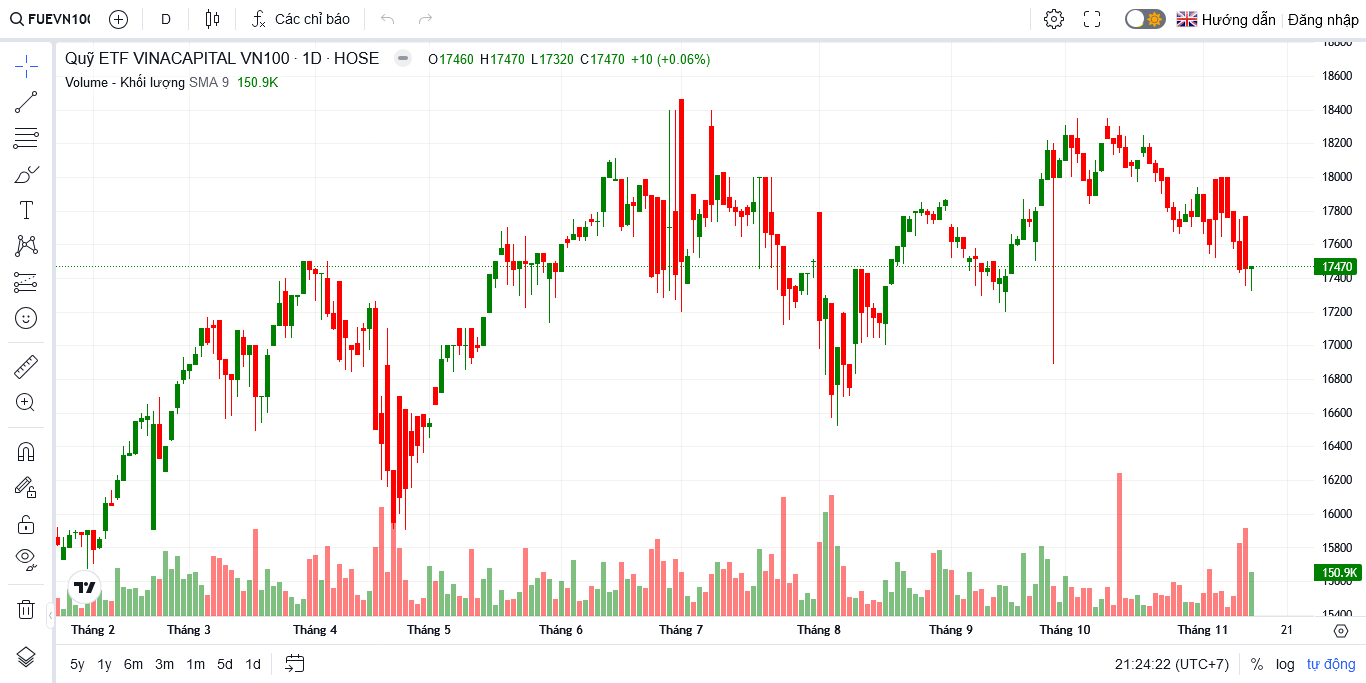 FUEVN100
D
Các chỉ báo
Hướng dẫn
Đăng nhập
Quỹ ETF VINACAPITAL VN100 · 1D · HOSE
O17460 H17470 L17320 C17470 +10 (+0.06%)
Volume - Khối lượng SMA 9 150.9K
18800
18600
18400
18200
18000
17800
17600
17470
17400
17200
17000
16800
16600
16400
16200
16000
15800
150.9K
15600
15400
Tháng 2 Tháng 3 Tháng 4 Tháng 5 Tháng 6 Tháng 7 Tháng 8 Tháng 9 Tháng 10 Tháng 11 21
5y 1y 6m 3m 1m 5d 1d
21:24:22 (UTC+7) % log tự động